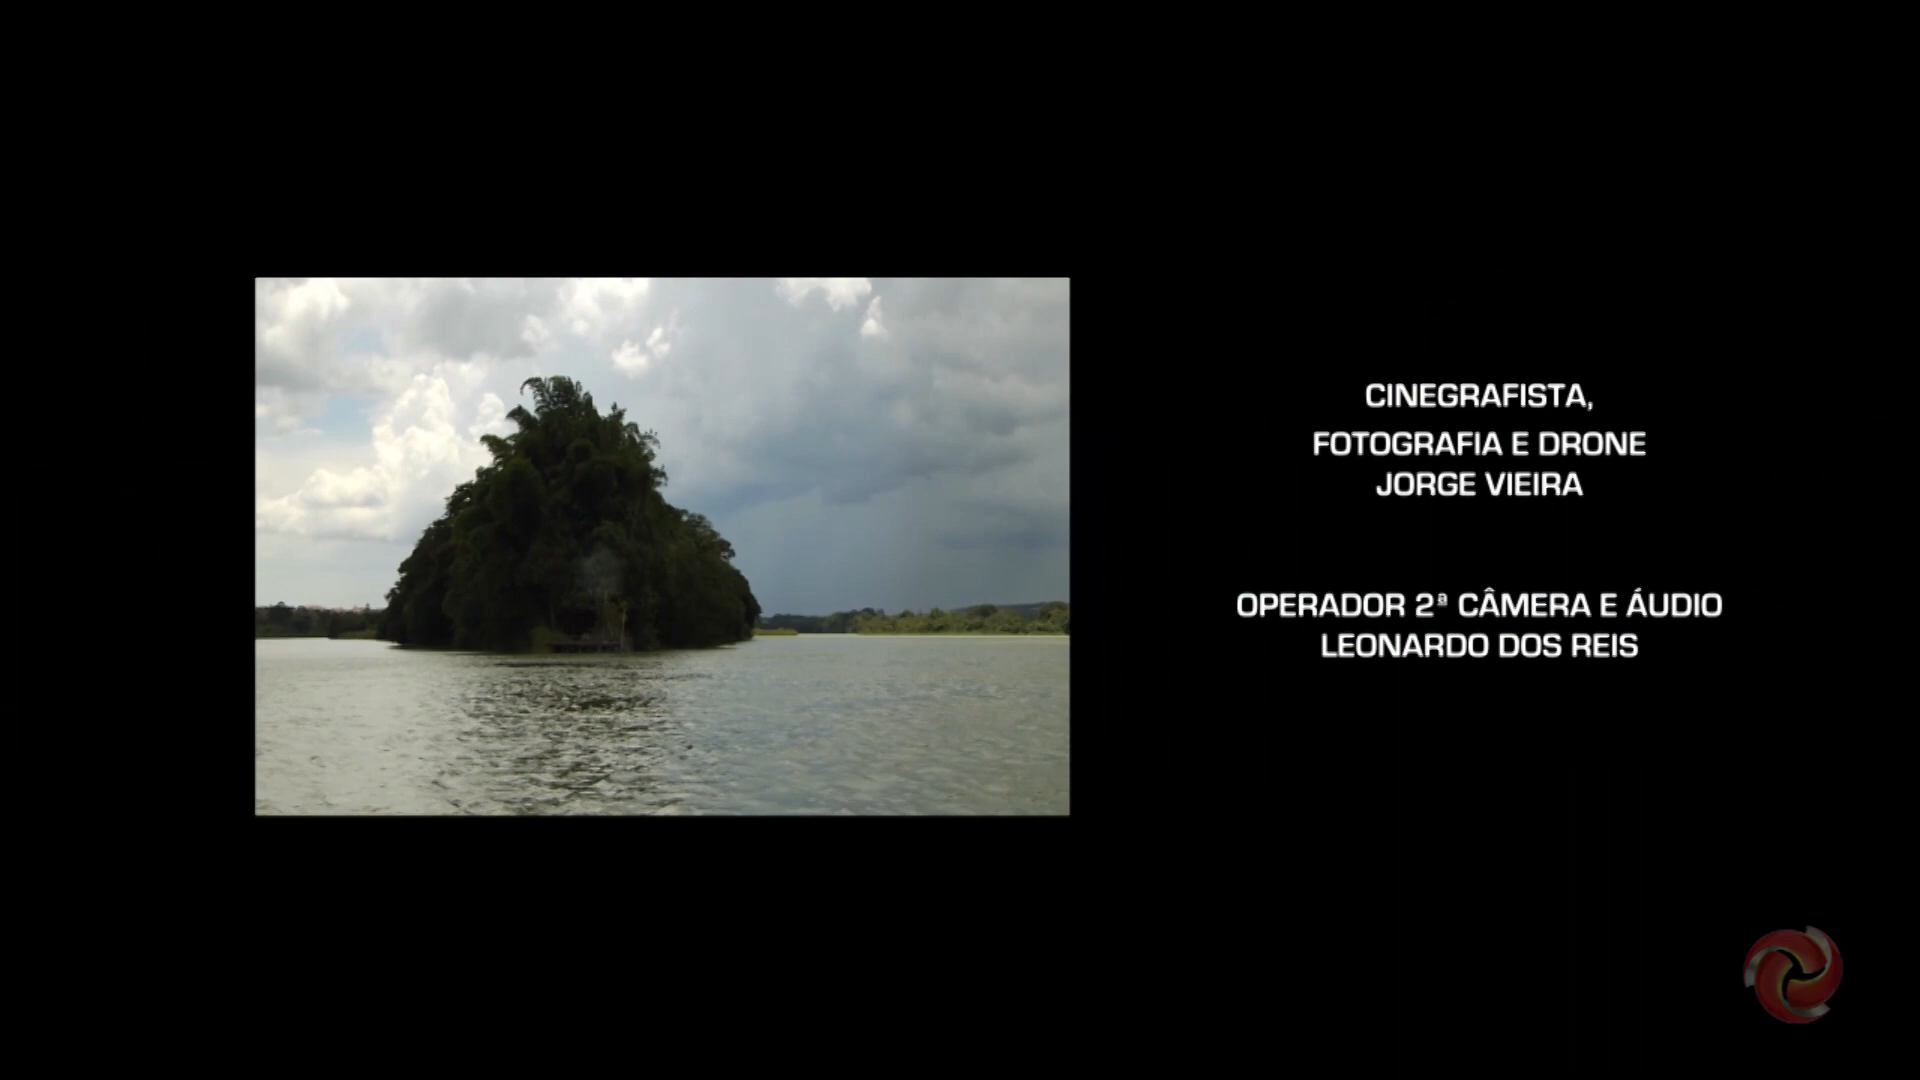 CINEGRAFISTA,
FOTOGRAFIA E DRONE
JORGE VIEIRA
OPERADOR 2ª CÂMERA E ÁUDIO
LEONARDO DOS REIS